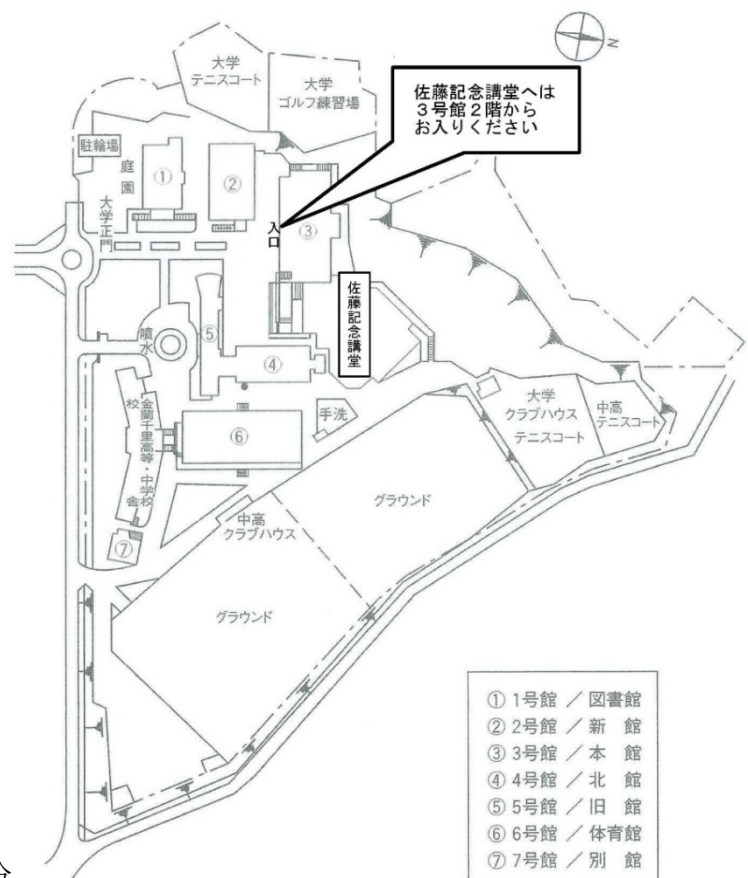 N
大学
テニスコート
大学
ゴルフ練習場
佐藤記念講堂へは
3号館2階から
お入りください
駐輪場
庭園
①
②
③
入口
大学正門
佐藤記念講堂
噴水
⑤
④
金蘭千里高等・中学校
校舎
⑥
手洗
大学
クラブハウス
テニスコート
中高
テニスコート
グラウンド
中高
クラブハウス
⑦
グラウンド
① 1号館 / 図書館
② 2号館 / 新 館
③ 3号館 / 本 館
④ 4号館 / 北 館
⑤ 5号館 / 旧 館
⑥ 6号館 / 体育館
⑦ 7号館 / 別 館